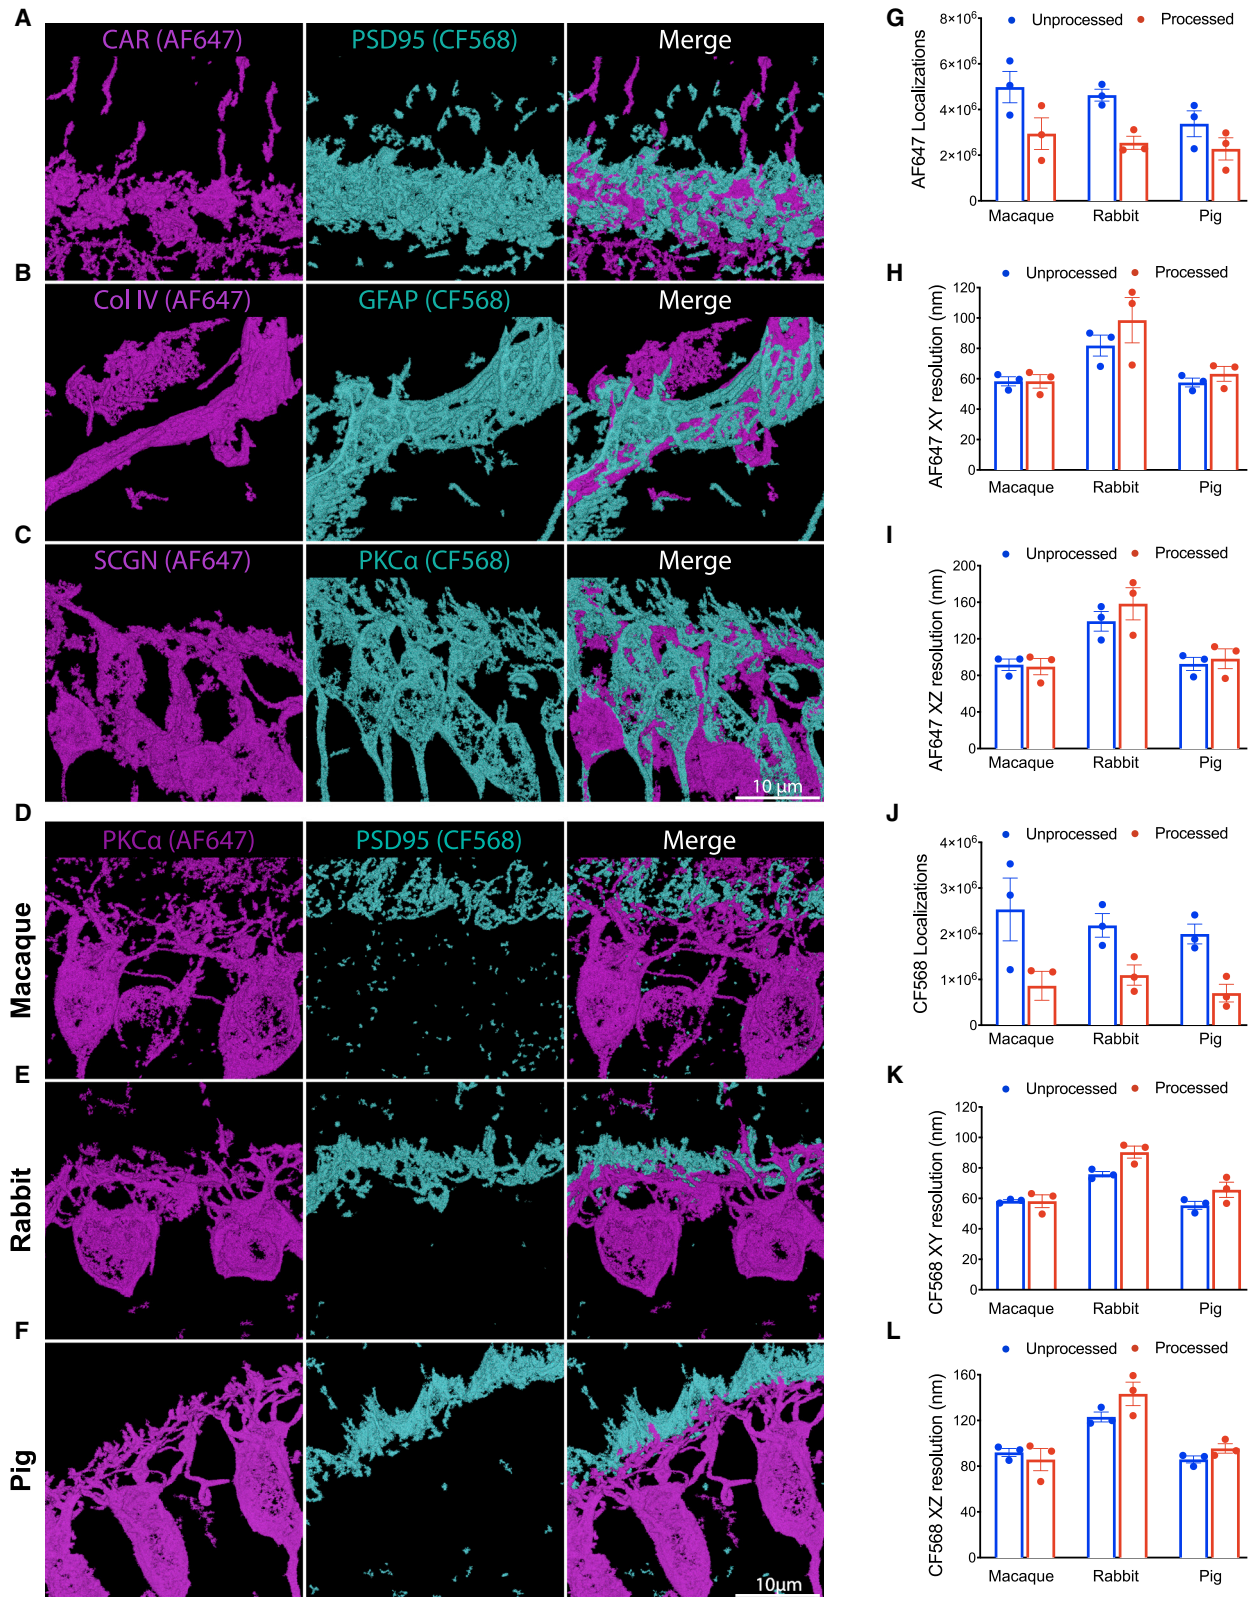 A
CAR (AF647)
PSD95 (CF568)
Merge
B
Col IV (AF647)
GFAP (CF568)
Merge
C
SCGN (AF647)
PKCα (CF568)
Merge
10 µm
D
PKCα (AF647)
PSD95 (CF568)
Merge
Macaque
E
Rabbit
F
Pig
10µm
G
Unprocessed
Processed
AF647 Localizations
8×10⁶
6×10⁶
4×10⁶
2×10⁶
0
Macaque
Rabbit
Pig
H
Unprocessed
Processed
AF647 XY resolution (nm)
120
100
80
60
40
20
0
Macaque
Rabbit
Pig
I
Unprocessed
Processed
AF647 XZ resolution (nm)
200
160
120
80
40
0
Macaque
Rabbit
Pig
J
Unprocessed
Processed
CF568 Localizations
4×10⁶
3×10⁶
2×10⁶
1×10⁶
0
Macaque
Rabbit
Pig
K
Unprocessed
Processed
CF568 XY resolution (nm)
120
100
80
60
40
20
0
Macaque
Rabbit
Pig
L
Unprocessed
Processed
CF568 XZ resolution (nm)
160
120
80
40
0
Macaque
Rabbit
Pig